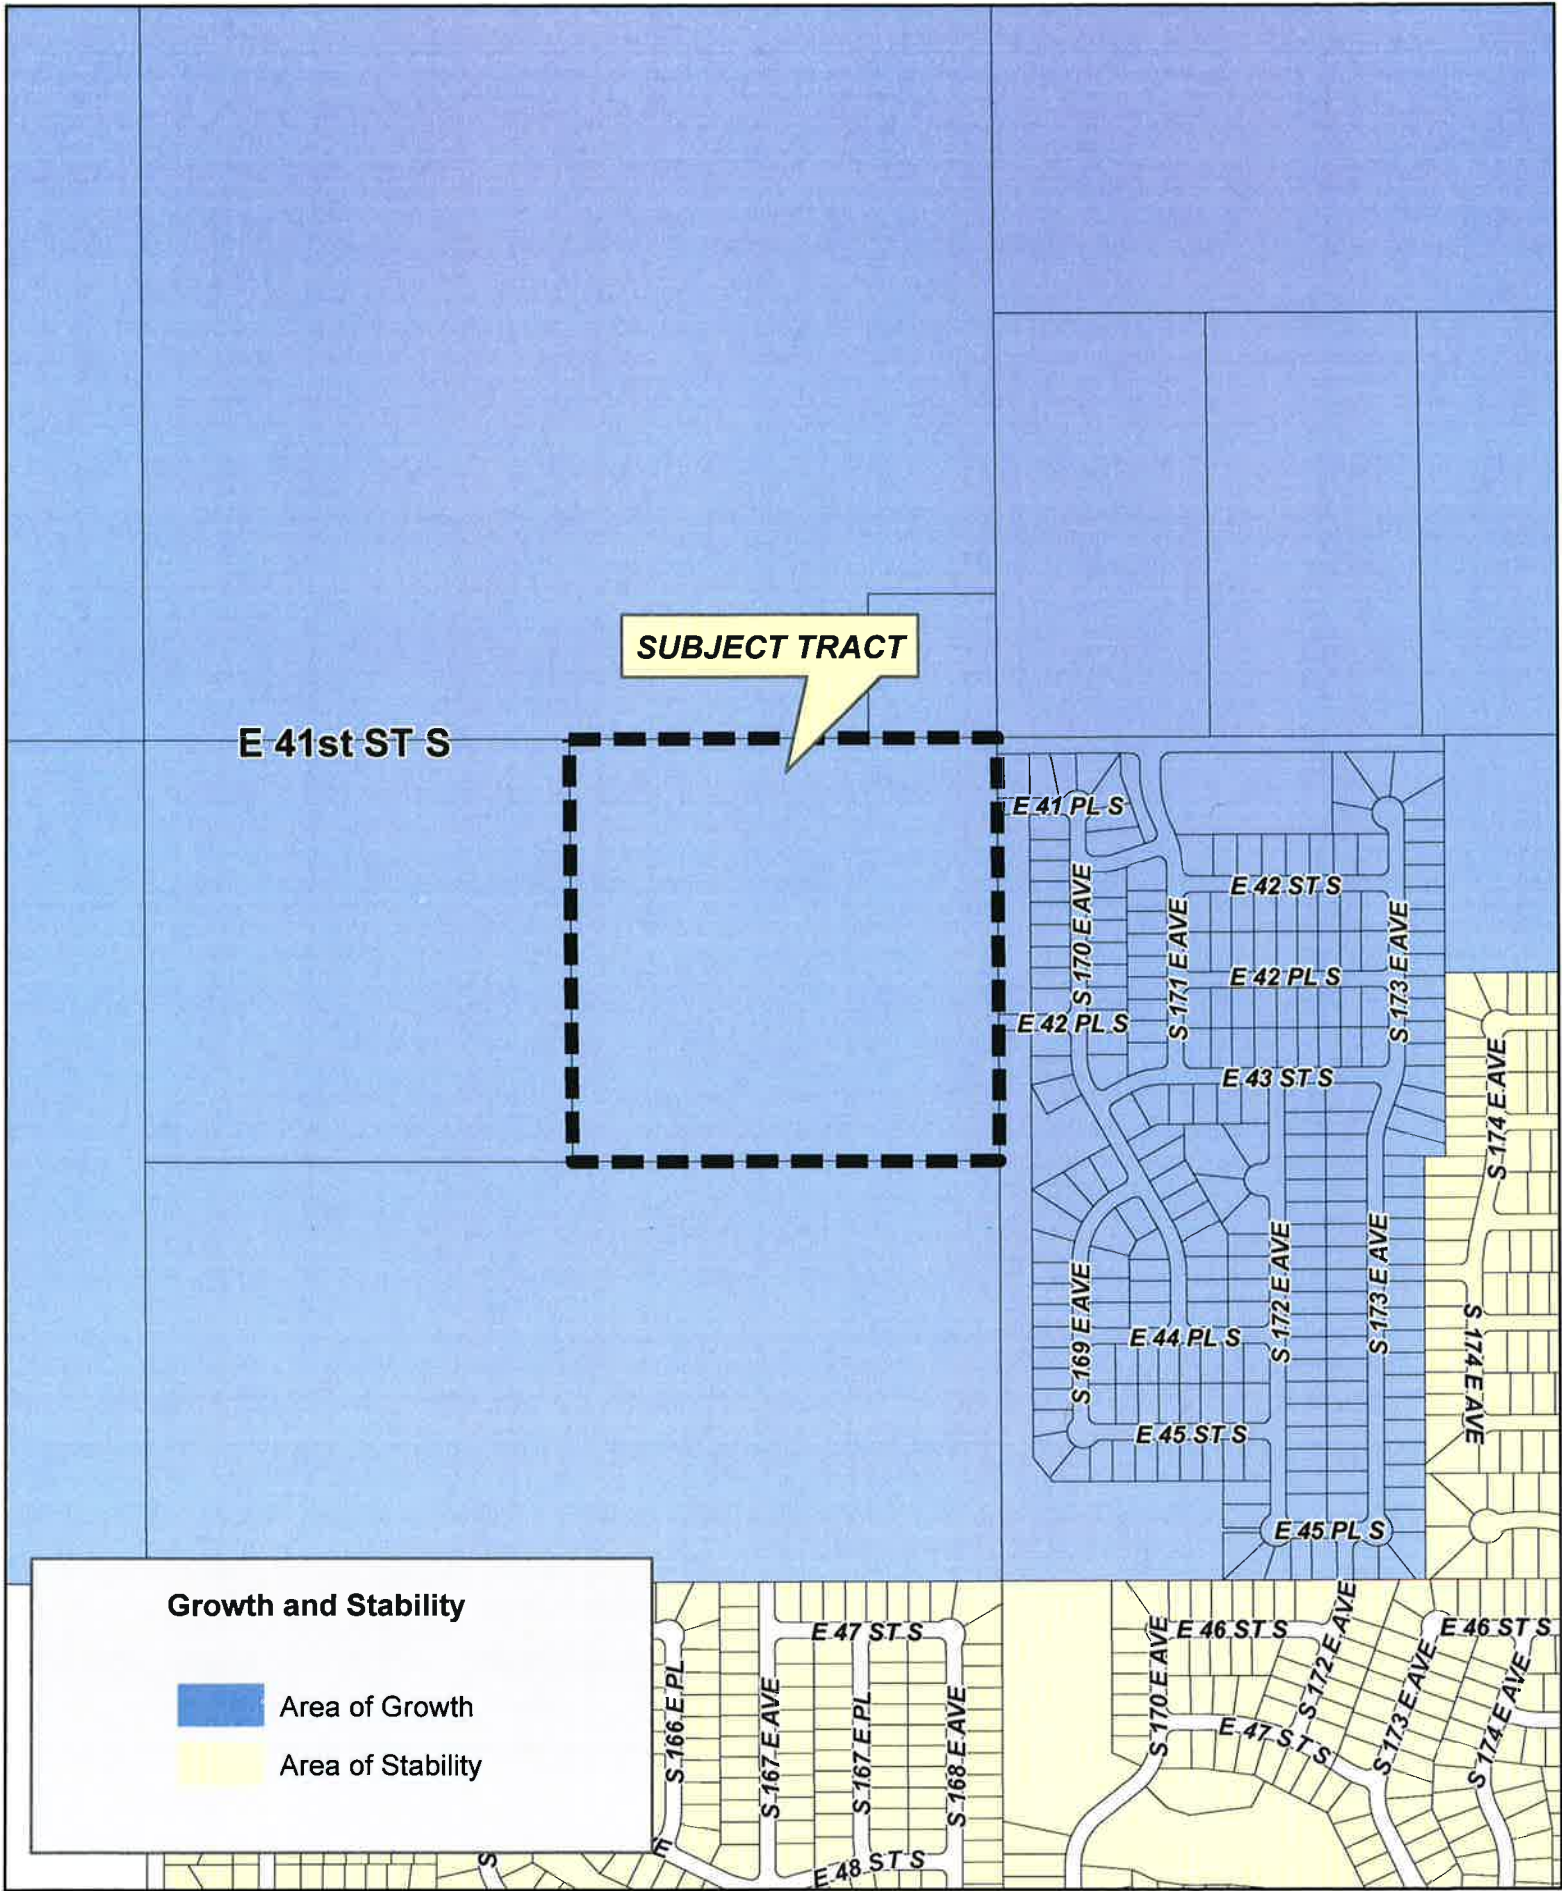 SUBJECT TRACT
E 41st ST S
E 41 PL S
S 170 E AVE
E 42 ST S
S 171 E AVE
S 173 E AVE
E 42 PL S
E 42 PL S
E 43 ST S
S 174 E AVE
S 169 E AVE
S 172 E AVE
S 173 E AVE
E 44 PL S
S 174 E AVE
E 45 ST S
E 45 PL S
Growth and Stability
Area of Growth
Area of Stability
E 47 ST S
S 166 E PL
S 167 E AVE
S 167 E PL
S 168 E AVE
E 48 ST S
S 170 E AVE
E 46 ST S
S 172 E AVE
E 46 ST S
E 47 ST S
S 173 E AVE
S 174 E AVE
S
E